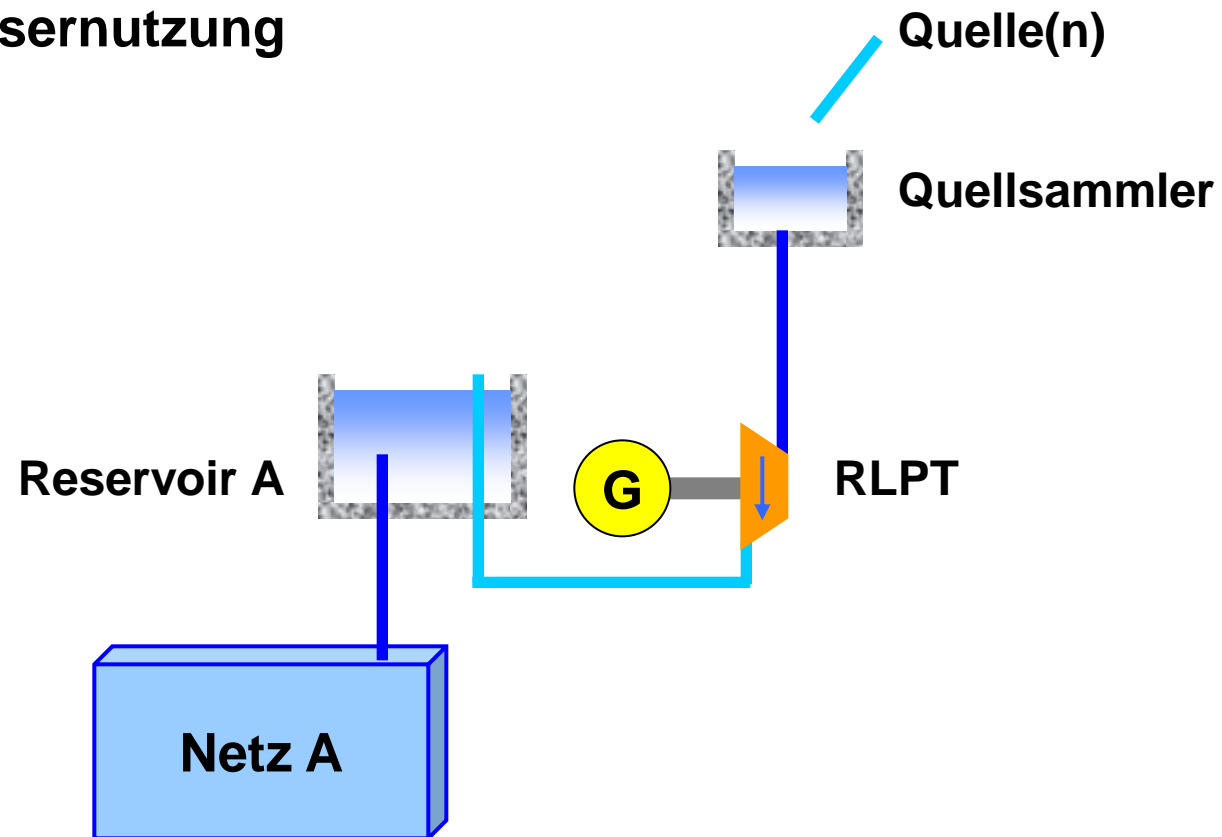 sernutzung
Quelle(n)
Quellsammler
Reservoir A
G
RLPT
Netz A